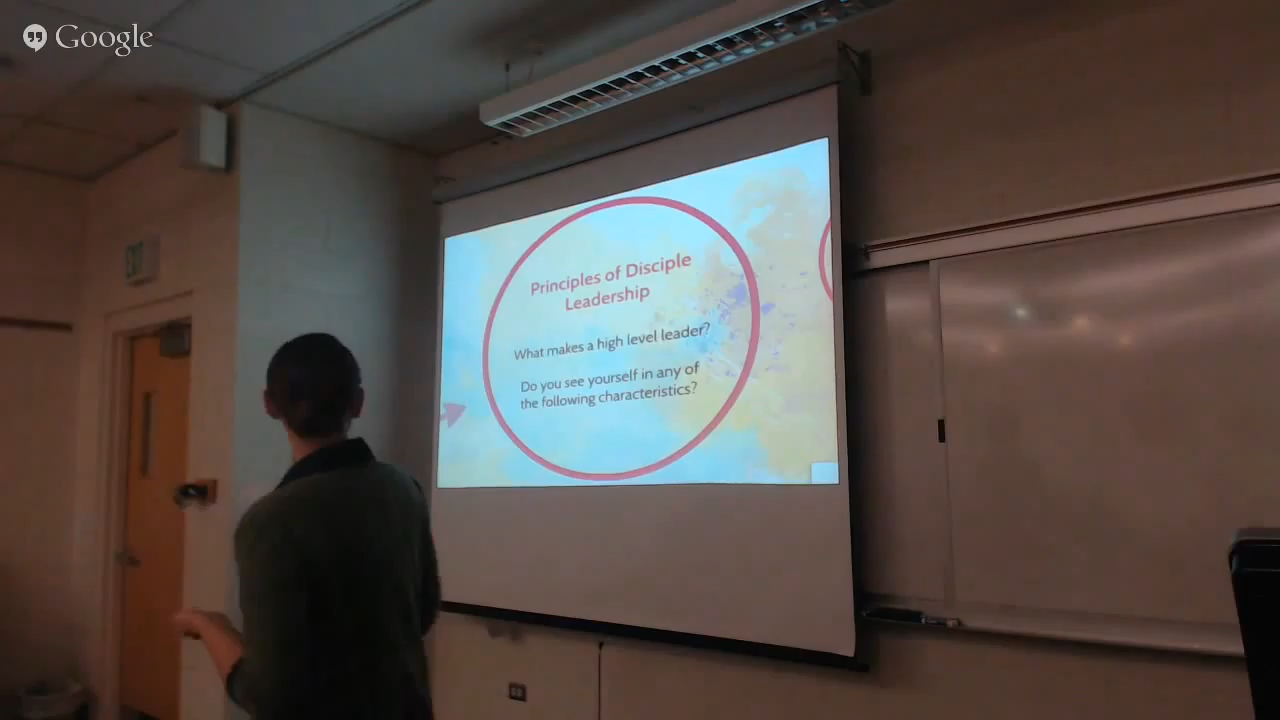 Google
EXIT
Principles of Disciple
Leadership
What makes a high level leader?
Do you see yourself in any of
the following characteristics?